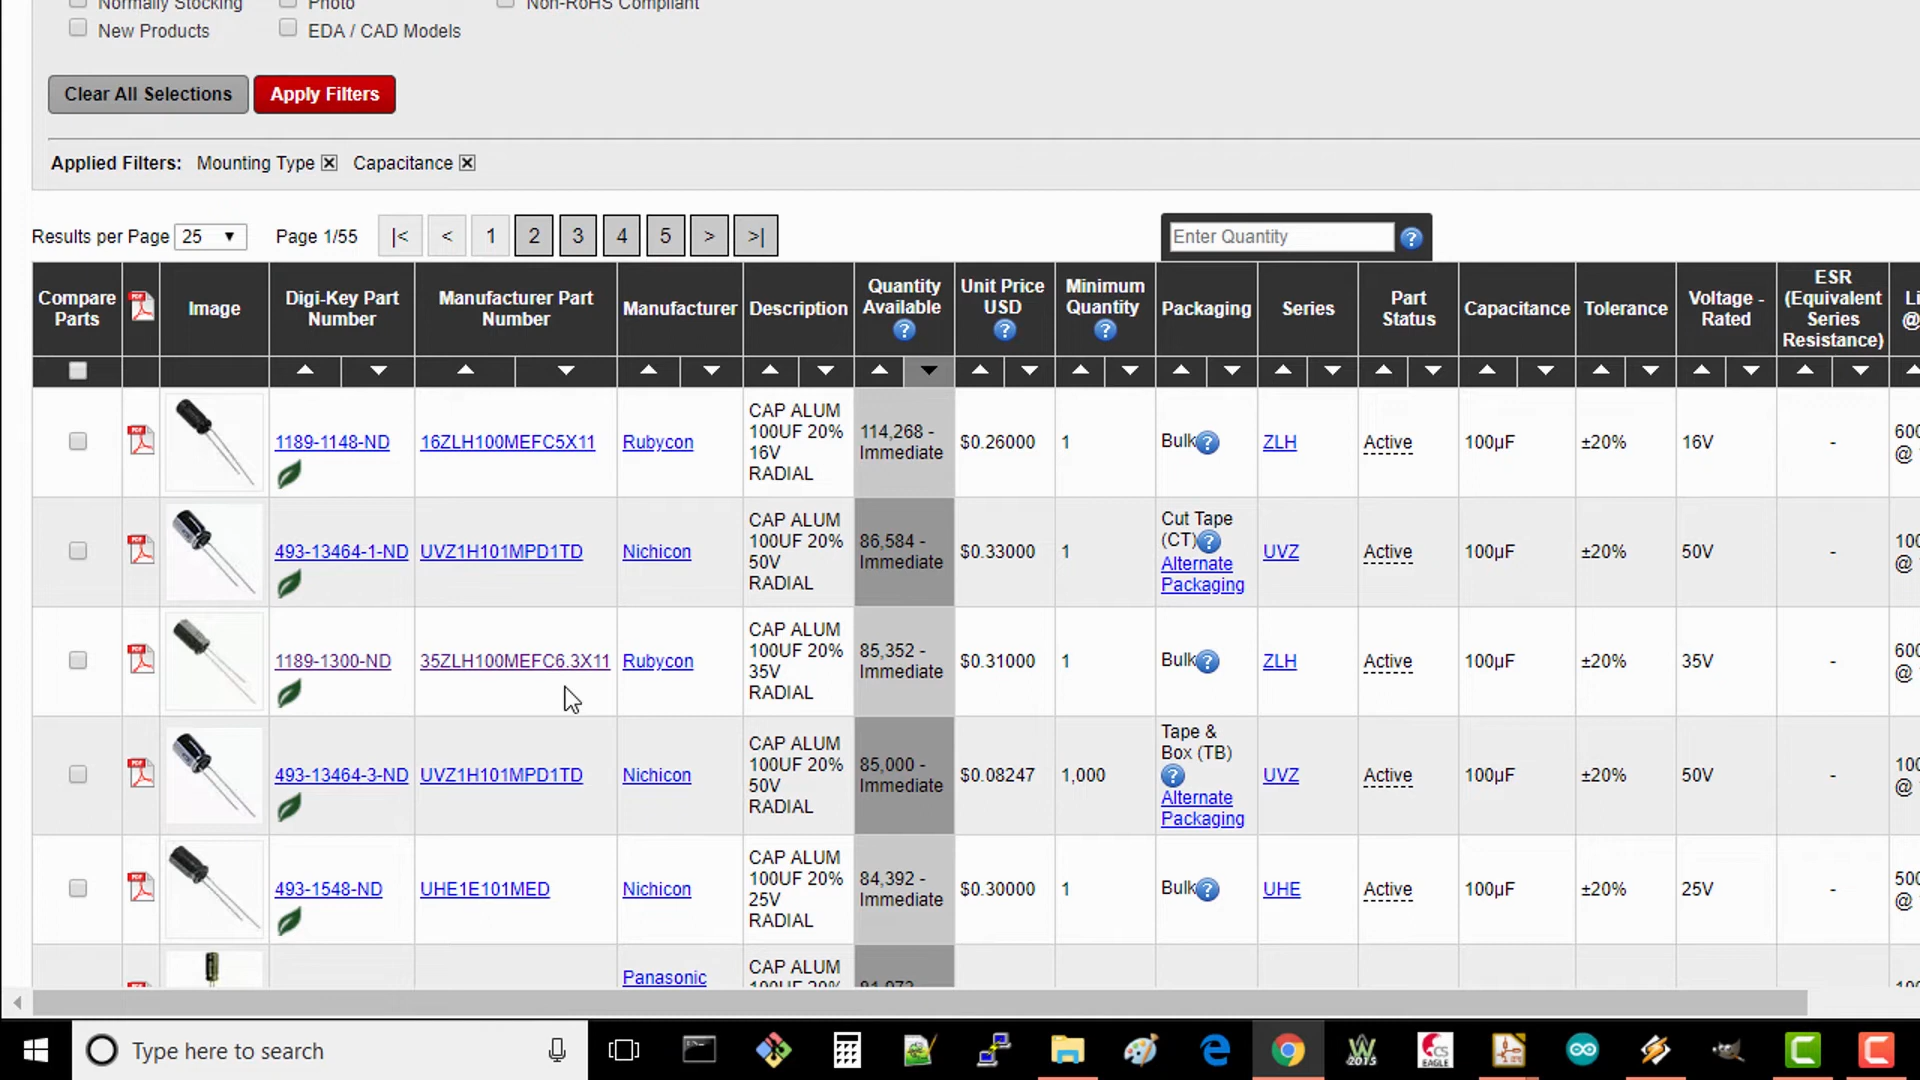 Normally Stocking Photo Non-RoHS Compliant
New Products EDA / CAD Models
Clear All Selections Apply Filters
Applied Filters: Mounting Type Capacitance
Results per Page 25 Page 1/55 |< < 1 2 3 4 5 > >| Enter Quantity
Compare Parts
Image
Digi-Key Part Number
Manufacturer Part Number
Manufacturer
Description
Quantity Available
Unit Price USD
Minimum Quantity
Packaging
Series
Part Status
Capacitance
Tolerance
Voltage - Rated
ESR (Equivalent Series Resistance)
1189-1148-ND
16ZLH100MEFC5X11
Rubycon
CAP ALUM
100UF 20%
16V
RADIAL
114,268 -
Immediate
$0.26000
1
Bulk
ZLH
Active
100µF
±20%
16V
-
493-13464-1-ND
UVZ1H101MPD1TD
Nichicon
CAP ALUM
100UF 20%
50V
RADIAL
86,584 -
Immediate
$0.33000
1
Cut Tape
(CT)
Alternate
Packaging
UVZ
Active
100µF
±20%
50V
-
1189-1300-ND
35ZLH100MEFC6.3X11
Rubycon
CAP ALUM
100UF 20%
35V
RADIAL
85,352 -
Immediate
$0.31000
1
Bulk
ZLH
Active
100µF
±20%
35V
-
493-13464-3-ND
UVZ1H101MPD1TD
Nichicon
CAP ALUM
100UF 20%
50V
RADIAL
85,000 -
Immediate
$0.08247
1,000
Tape &
Box (TB)
Alternate
Packaging
UVZ
Active
100µF
±20%
50V
-
493-1548-ND
UHE1E101MED
Nichicon
CAP ALUM
100UF 20%
25V
RADIAL
84,392 -
Immediate
$0.30000
1
Bulk
UHE
Active
100µF
±20%
25V
-
Panasonic
CAP ALUM
Type here to search